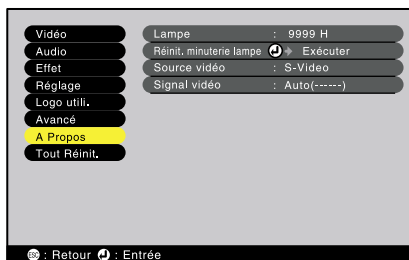 Vidéo
Audio
Effet
Réglage
Logo utili.
Avancé
A Propos
Tout Réinit.
Lampe : 9999 H
Réinit. minuterie lampe Exécuter
Source vidéo : S-Video
Signal vidéo : Auto(------)
ESC : Retour : Entrée